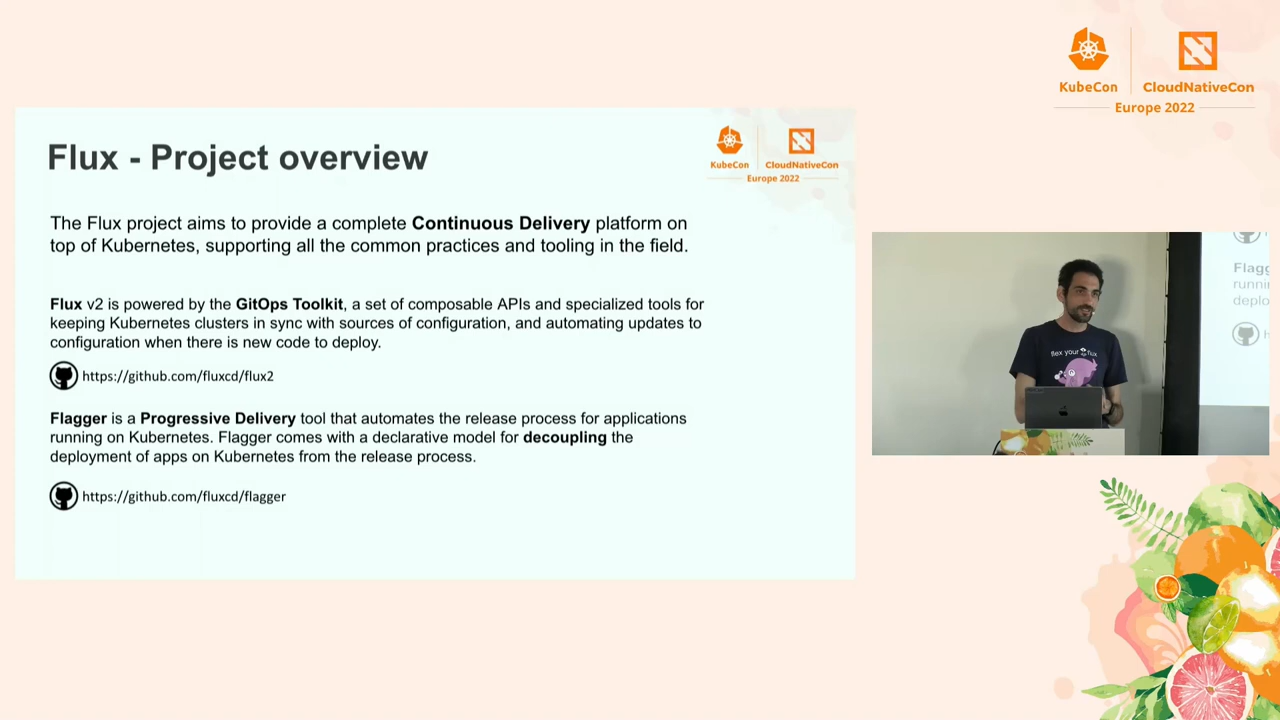 KubeCon
CloudNativeCon
Europe 2022
Flux - Project overview
KubeCon
CloudNativeCon
Europe 2022
The Flux project aims to provide a complete Continuous Delivery platform on
top of Kubernetes, supporting all the common practices and tooling in the field.
Flux v2 is powered by the GitOps Toolkit, a set of composable APIs and specialized tools for
keeping Kubernetes clusters in sync with sources of configuration, and automating updates to
configuration when there is new code to deploy.
https://github.com/fluxcd/flux2
Flagger is a Progressive Delivery tool that automates the release process for applications
running on Kubernetes. Flagger comes with a declarative model for decoupling the
deployment of apps on Kubernetes from the release process.
https://github.com/fluxcd/flagger
flex your flux
Flagg
runnin
deplo